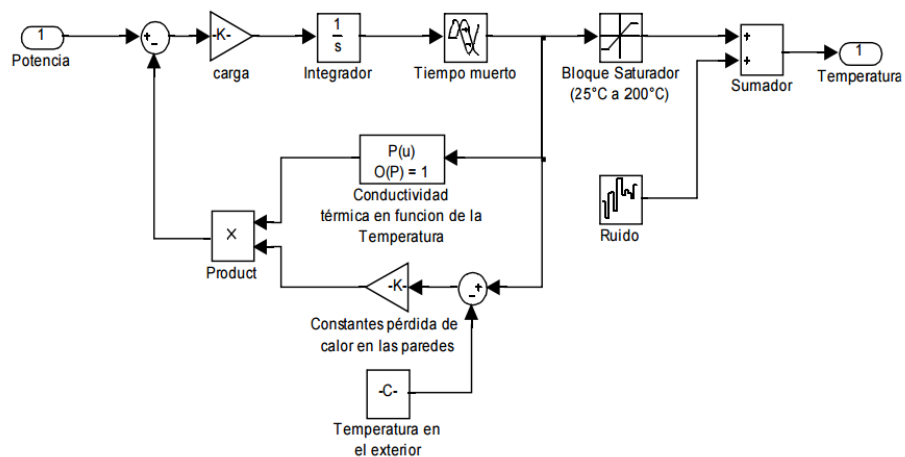 1
Potencia
+
-
-K-
carga
1
s
Integrador
Tiempo muerto
Bloque Saturador
(25°C a 200°C)
+
+
Sumador
1
Temperatura
P(u)
O(P) = 1
Conductividad
térmica en funcion de la
Temperatura
Ruido
X
Product
-K-
-
+
Constantes pérdida de
calor en las paredes
-C-
Temperatura en
el exterior